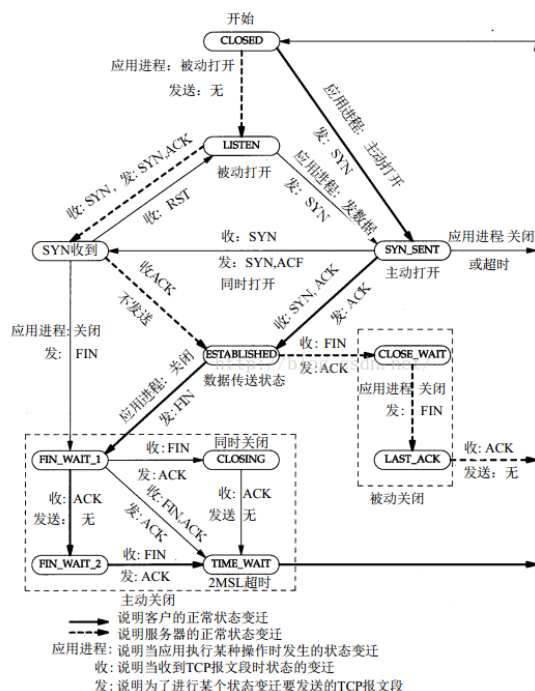 开始
CLOSED
应用进程：被动打开
发送：无
应用进程：主动打开
发：SYN
LISTEN
被动打开
收：SYN，发：SYN,ACK
收：RST
应用进程：发数据
发：SYN
SYN收到
收：SYN
发：SYN,ACF
同时打开
SYN_SENT
主动打开
应用进程:关闭
或超时
收ACK
不发送
收:SYN, ACK
发: ACK
应用进程:关闭
发: FIN
ESTABLISHED
数据传送状态
收: FIN
发: ACK
CLOSE_WAIT
应用进程: 关闭
发: FIN
LAST_ACK
被动关闭
收: ACK
发送: 无
应用进程：关闭
发: FIN
FIN_WAIT_1
收:FIN
发:ACK
同时关闭
CLOSING
收: ACK
发送: 无
收: FIN,ACK
发: ACK
收: ACK
发送 无
FIN_WAIT_2
收: FIN
发: ACK
TIME_WAIT
2MSL超时
主动关闭
说明客户的正常状态变迁
说明服务器的正常状态变迁
应用进程: 说明当应用执行某种操作时发生的状态变迁
收: 说明当收到TCP报文段时状态的变迁
发: 说明为了进行某个状态变迁要发送的TCP报文段